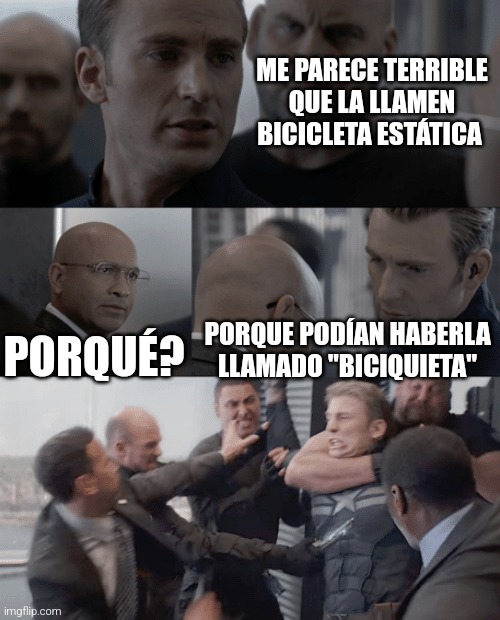 ME PARECE TERRIBLE
QUE LA LLAMEN
BICICLETA ESTÁTICA
PORQUÉ?
PORQUE PODÍAN HABERLA
LLAMADO "BICIQUIETA"
imgflip.com